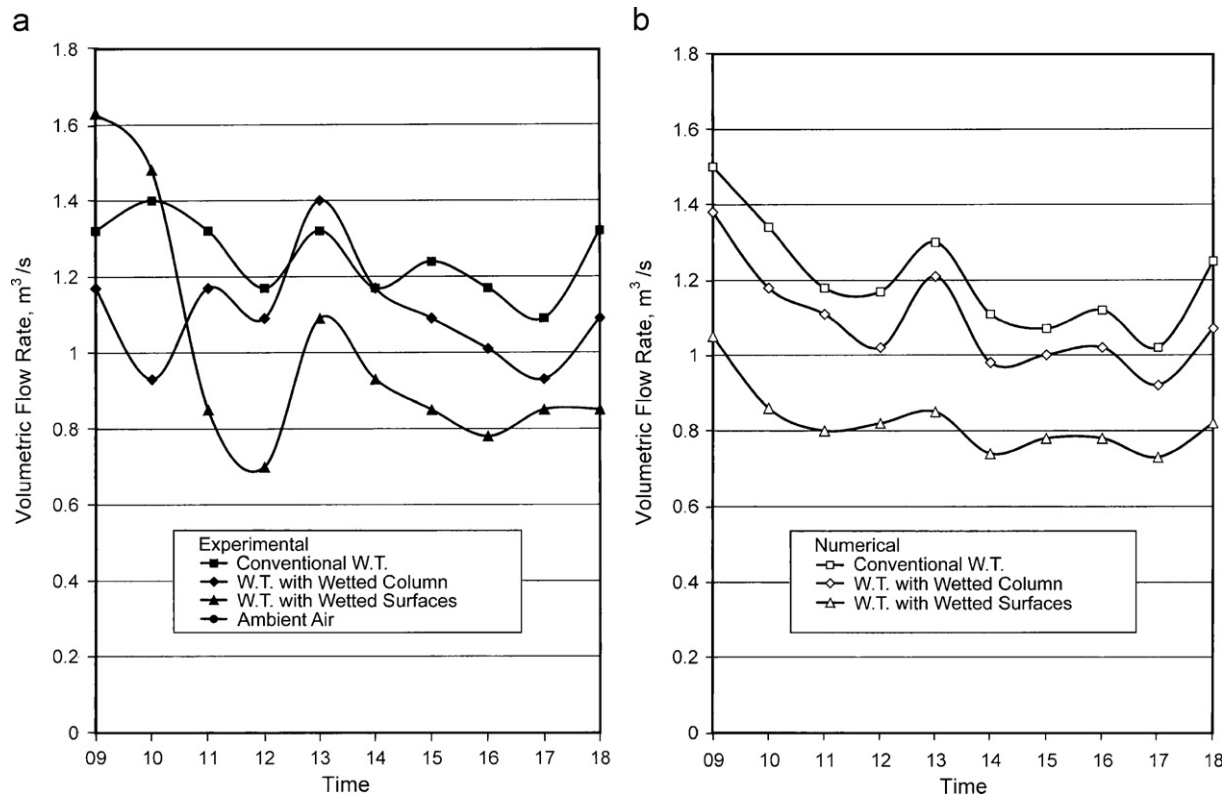 a
1.8
1.6
1.4
1.2
1
0.8
0.6
0.4
0.2
0
Volumetric Flow Rate, m³/s
Experimental
Conventional W.T.
W.T. with Wetted Column
W.T. with Wetted Surfaces
Ambient Air
09 10 11 12 13 14 15 16 17 18
Time
b
1.8
1.6
1.4
1.2
1
0.8
0.6
0.4
0.2
0
Volumetric Flow Rate, m³/s
Numerical
Conventional W.T.
W.T. with Wetted Column
W.T. with Wetted Surfaces
09 10 11 12 13 14 15 16 17 18
Time